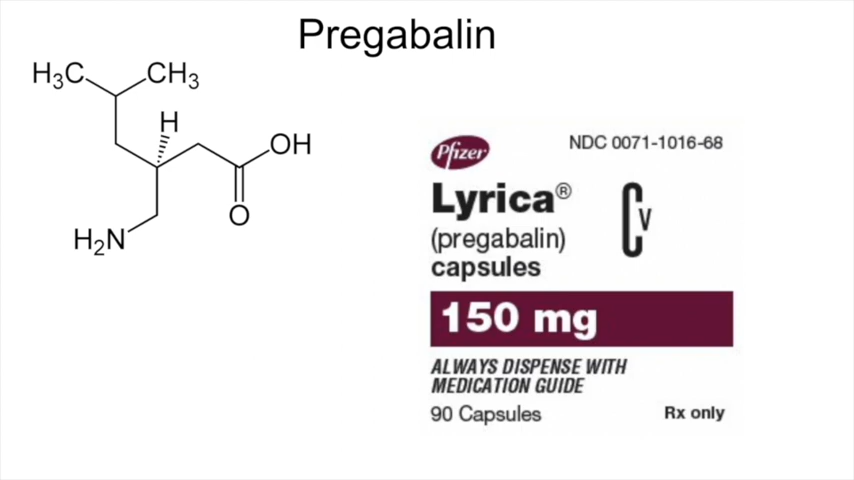 Pregabalin
H₃C
CH₃
H
OH
O
H₂N
Pfizer
NDC 0071-1016-68
Lyrica®
CV
(pregabalin)
capsules
150 mg
ALWAYS DISPENSE WITH
MEDICATION GUIDE
90 Capsules
Rx only